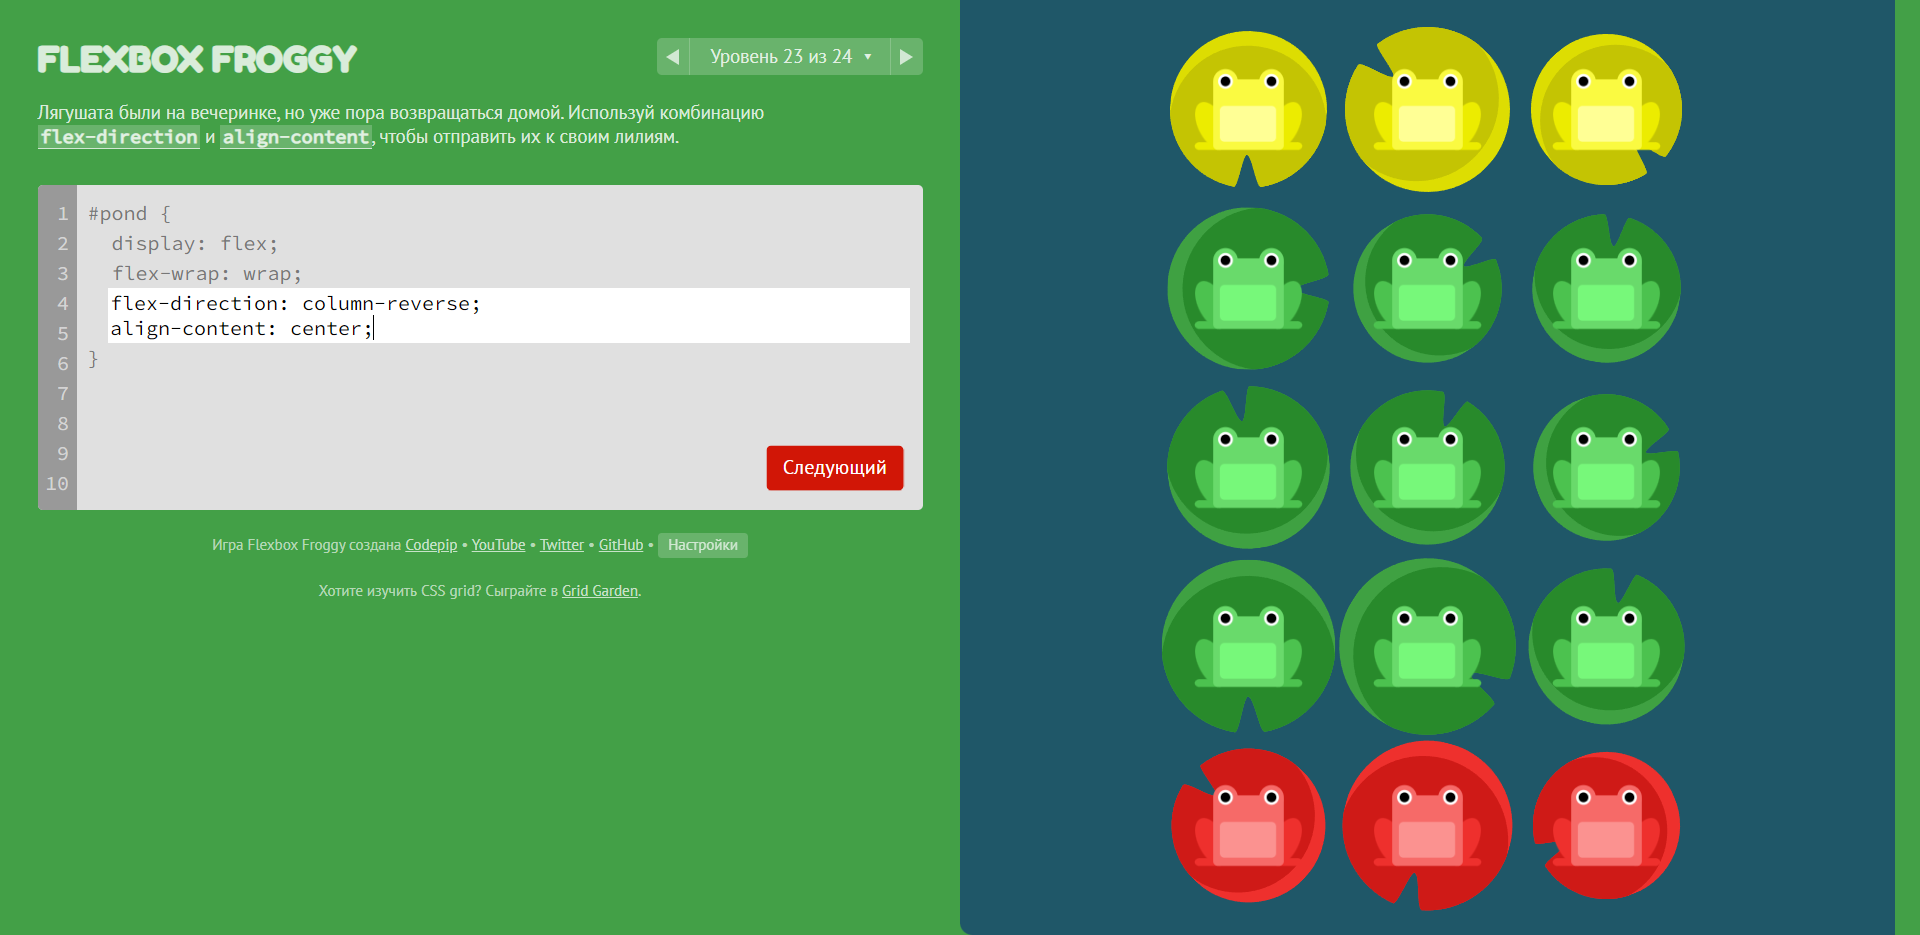 FLEXBOX FROGGY
Уровень 23 из 24
Лягушата были на вечеринке, но уже пора возвращаться домой. Используй комбинацию
flex-direction и align-content, чтобы отправить их к своим лилиям.
1 #pond {
2 display: flex;
3 flex-wrap: wrap;
4 flex-direction: column-reverse;
5 align-content: center;
6 }
7
8
9
10
Следующий
Игра Flexbox Froggy создана Codepip • YouTube • Twitter • GitHub • Настройки
Хотите изучить CSS grid? Сыграйте в Grid Garden.